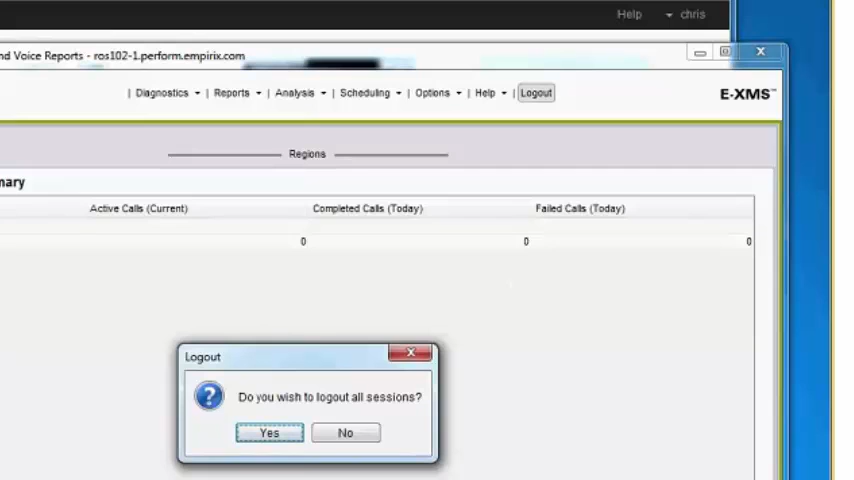 Help chris
nd Voice Reports - ros102-1.perform.empirix.com
| Diagnostics | Reports | Analysis | Scheduling | Options | Help | Logout E-XMS™
Regions
mary
Active Calls (Current) Completed Calls (Today) Failed Calls (Today)
0 0 0
Logout
Do you wish to logout all sessions?
Yes No